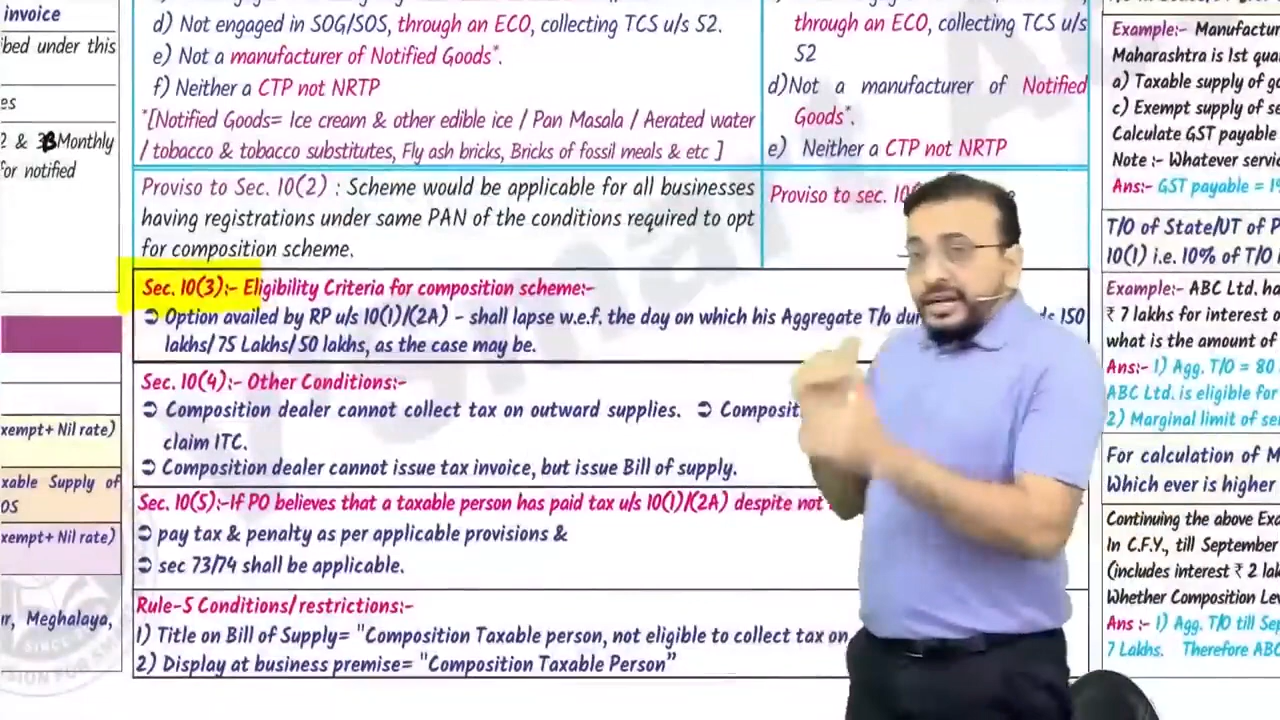 invoice
bed under this
es
2 & 3B Monthly
for notified
xempt+ Nil rate)
xable Supply of
OS
xempt+ Nil rate)
ur, Meghalaya,
d) Not engaged in SOG/SOS, through an ECO, collecting TCS u/s 52.
e) Not a manufacturer of Notified Goods*.
f) Neither a CTP not NRTP
*[Notified Goods= Ice cream & other edible ice / Pan Masala / Aerated water
/ tobacco & tobacco substitutes, Fly ash bricks, Bricks of fossil meals & etc ]
Proviso to Sec. 10(2) : Scheme would be applicable for all businesses
having registrations under same PAN of the conditions required to opt
for composition scheme.
through an ECO, collecting TCS u/s
52
d)Not a manufacturer of Notified
Goods*.
e) Neither a CTP not NRTP
Proviso to sec. 10
Sec. 10(3):- Eligibility Criteria for composition scheme:-
➲ Option availed by RP u/s 10(1)/(2A) - shall lapse w.e.f. the day on which his Aggregate T/o dur 150
lakhs/ 75 Lakhs/ 50 lakhs, as the case may be.
Sec. 10(4):- Other Conditions:-
➲ Composition dealer cannot collect tax on outward supplies. ➲ Composit
claim ITC.
➲ Composition dealer cannot issue tax invoice, but issue Bill of supply.
Sec. 10(5):-If PO believes that a taxable person has paid tax u/s 10(1)/(2A) despite not
➲ pay tax & penalty as per applicable provisions &
➲ sec 73/74 shall be applicable.
Rule-5 Conditions/restrictions:-
1) Title on Bill of Supply= "Composition Taxable person, not eligible to collect tax on
2) Display at business premise= "Composition Taxable Person"
Example:- Manufactur
Maharashtra is 1st qua
a) Taxable supply of go
c) Exempt supply of se
Calculate GST payable
Note :- Whatever servic
Ans:- GST payable = 1%
T/O of State/UT of P
10(1) i.e. 10% of T/O i
Example:- ABC Ltd. ha
₹ 7 lakhs for interest o
what is the amount of
Ans:- 1) Agg. T/O = 80
ABC Ltd. is eligible for
2) Marginal limit of se
For calculation of M
Which ever is higher
Continuing the above Exa
In C.F.Y., till September
(includes interest ₹ 2 lak
Whether Composition Lev
Ans :- 1) Agg. T/O till Sep
7 Lakhs. Therefore ABC